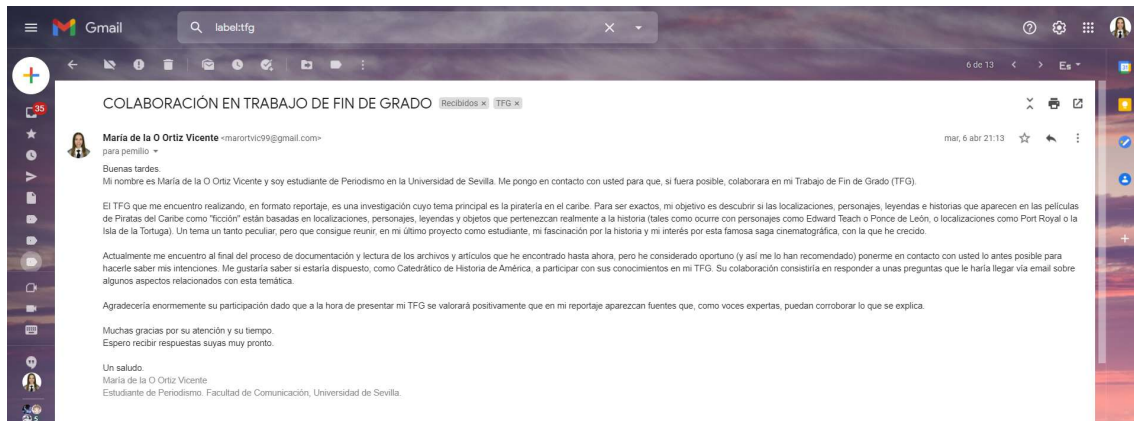 Gmail
label:tfg
6 de 13
Es
35
COLABORACIÓN EN TRABAJO DE FIN DE GRADO Recibidos x TFG x
María de la O Ortiz Vicente <marortvic99@gmail.com>
mar, 6 abr 21:13
para pemilio
Buenas tardes.
Mi nombre es María de la O Ortiz Vicente y soy estudiante de Periodismo en la Universidad de Sevilla. Me pongo en contacto con usted para que, si fuera posible, colaborara en mi Trabajo de Fin de Grado (TFG).
El TFG que me encuentro realizando, en formato reportaje, es una investigación cuyo tema principal es la piratería en el caribe. Para ser exactos, mi objetivo es descubrir si las localizaciones, personajes, leyendas e historias que aparecen en las películas
de Piratas del Caribe como "ficción" están basadas en localizaciones, personajes, leyendas y objetos que pertenezcan realmente a la historia (tales como ocurre con personajes como Edward Teach o Ponce de León, o localizaciones como Port Royal o la
Isla de la Tortuga). Un tema un tanto peculiar, pero que consigue reunir, en mi último proyecto como estudiante, mi fascinación por la historia y mi interés por esta famosa saga cinematográfica, con la que he crecido.
Actualmente me encuentro al final del proceso de documentación y lectura de los archivos y artículos que he encontrado hasta ahora, pero he considerado oportuno (y así me lo han recomendado) ponerme en contacto con usted lo antes posible para
hacerle saber mis intenciones. Me gustaría saber si estaría dispuesto, como Catedrático de Historia de América, a participar con sus conocimientos en mi TFG. Su colaboración consistiría en responder a unas preguntas que le haría llegar vía email sobre
algunos aspectos relacionados con esta temática.
Agradecería enormemente su participación dado que a la hora de presentar mi TFG se valorará positivamente que en mi reportaje aparezcan fuentes que, como voces expertas, puedan corroborar lo que se explica.
Muchas gracias por su atención y su tiempo.
Espero recibir respuestas suyas muy pronto.
Un saludo.
María de la O Ortiz Vicente
Estudiante de Periodismo. Facultad de Comunicación, Universidad de Sevilla.